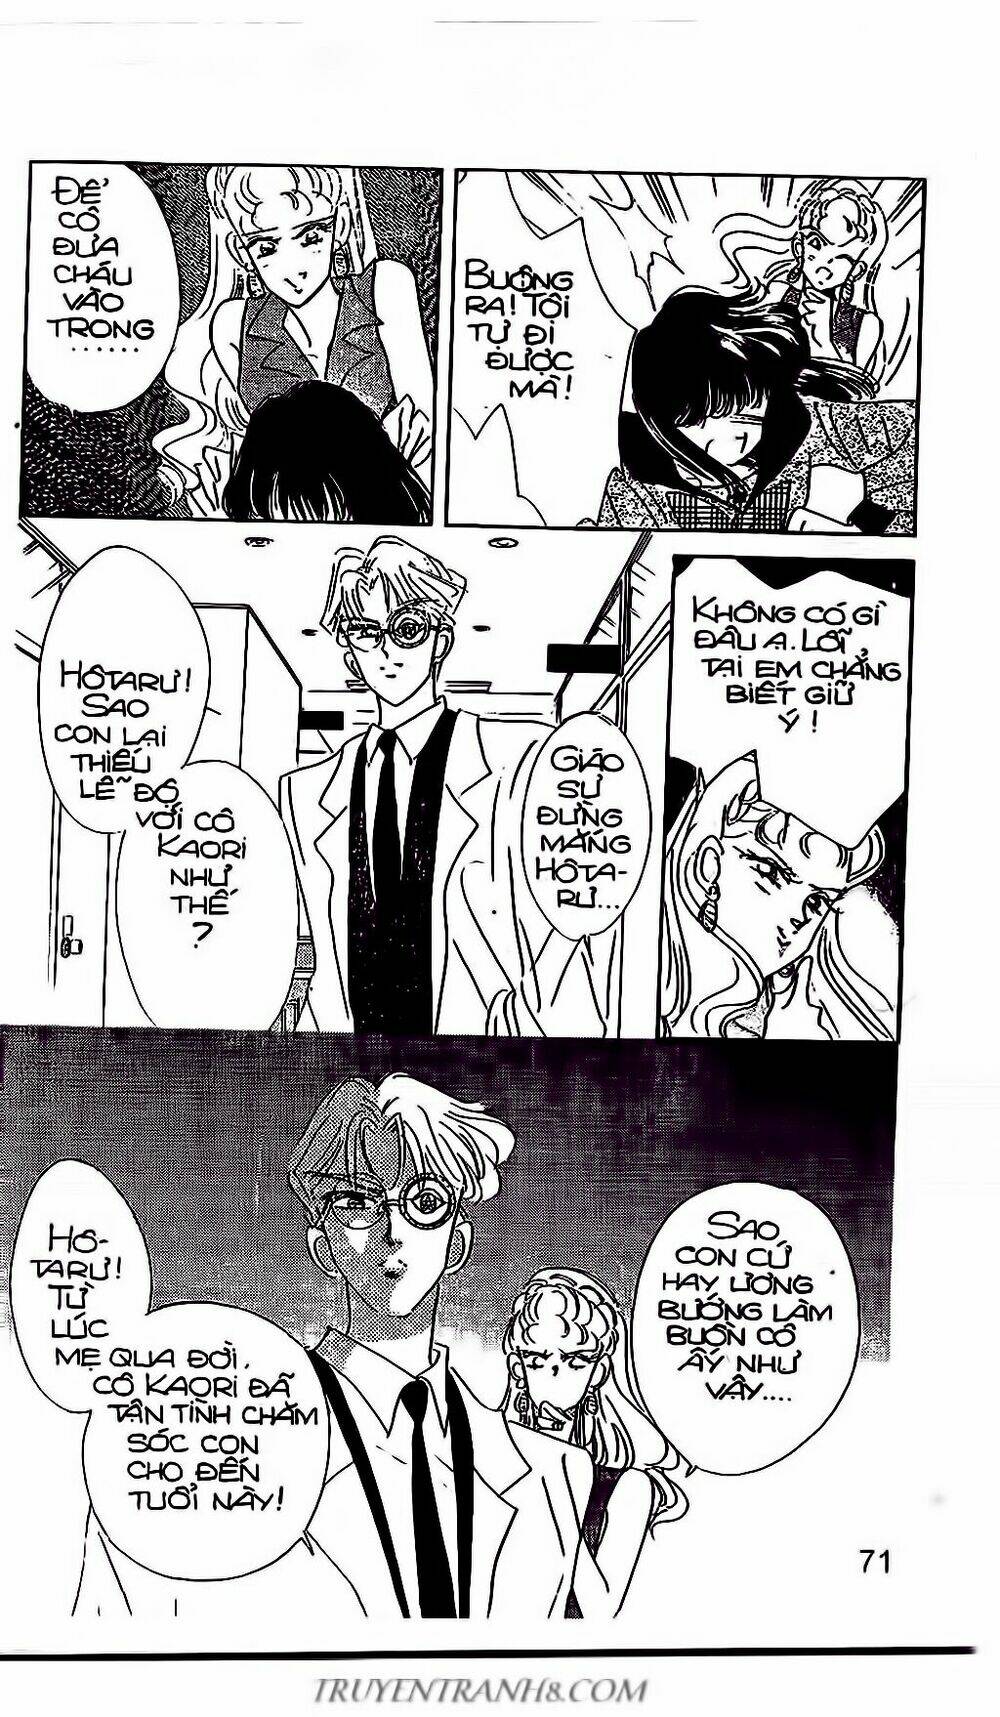 ĐỂ
CÔ
ĐƯA
CHÁU
VÀO
TRONG
.......
BUÔNG
RA! TÔI
TỰ ĐI
ĐƯỢC
MÀ!
HÔTARƯ!
SAO
CON LẠI
THIẾU
LỄ ĐỘ
VỚI CÔ
KAORI
NHƯ
THẾ
?
GIÁO
SƯ
ĐỪNG
MẮNG
HÔTA-
RƯ...
KHÔNG CÓ GÌ
ĐÂU Ạ. LỖI
TẠI EM CHẲNG
BIẾT GIỮ
Ý!
HÔ-
TARƯ!
TỪ
LÚC
MẸ QUA ĐỜI,
CÔ KAORI ĐÃ
TẬN TÌNH CHĂM
SÓC CON
CHO ĐẾN
TUỔI NÀY!
SAO
CON CỨ
HAY ƯƠNG
BƯỚNG LÀM
BUỒN CÔ
ẤY NHƯ
VẬY....
71
TRUYENTRANH8.COM